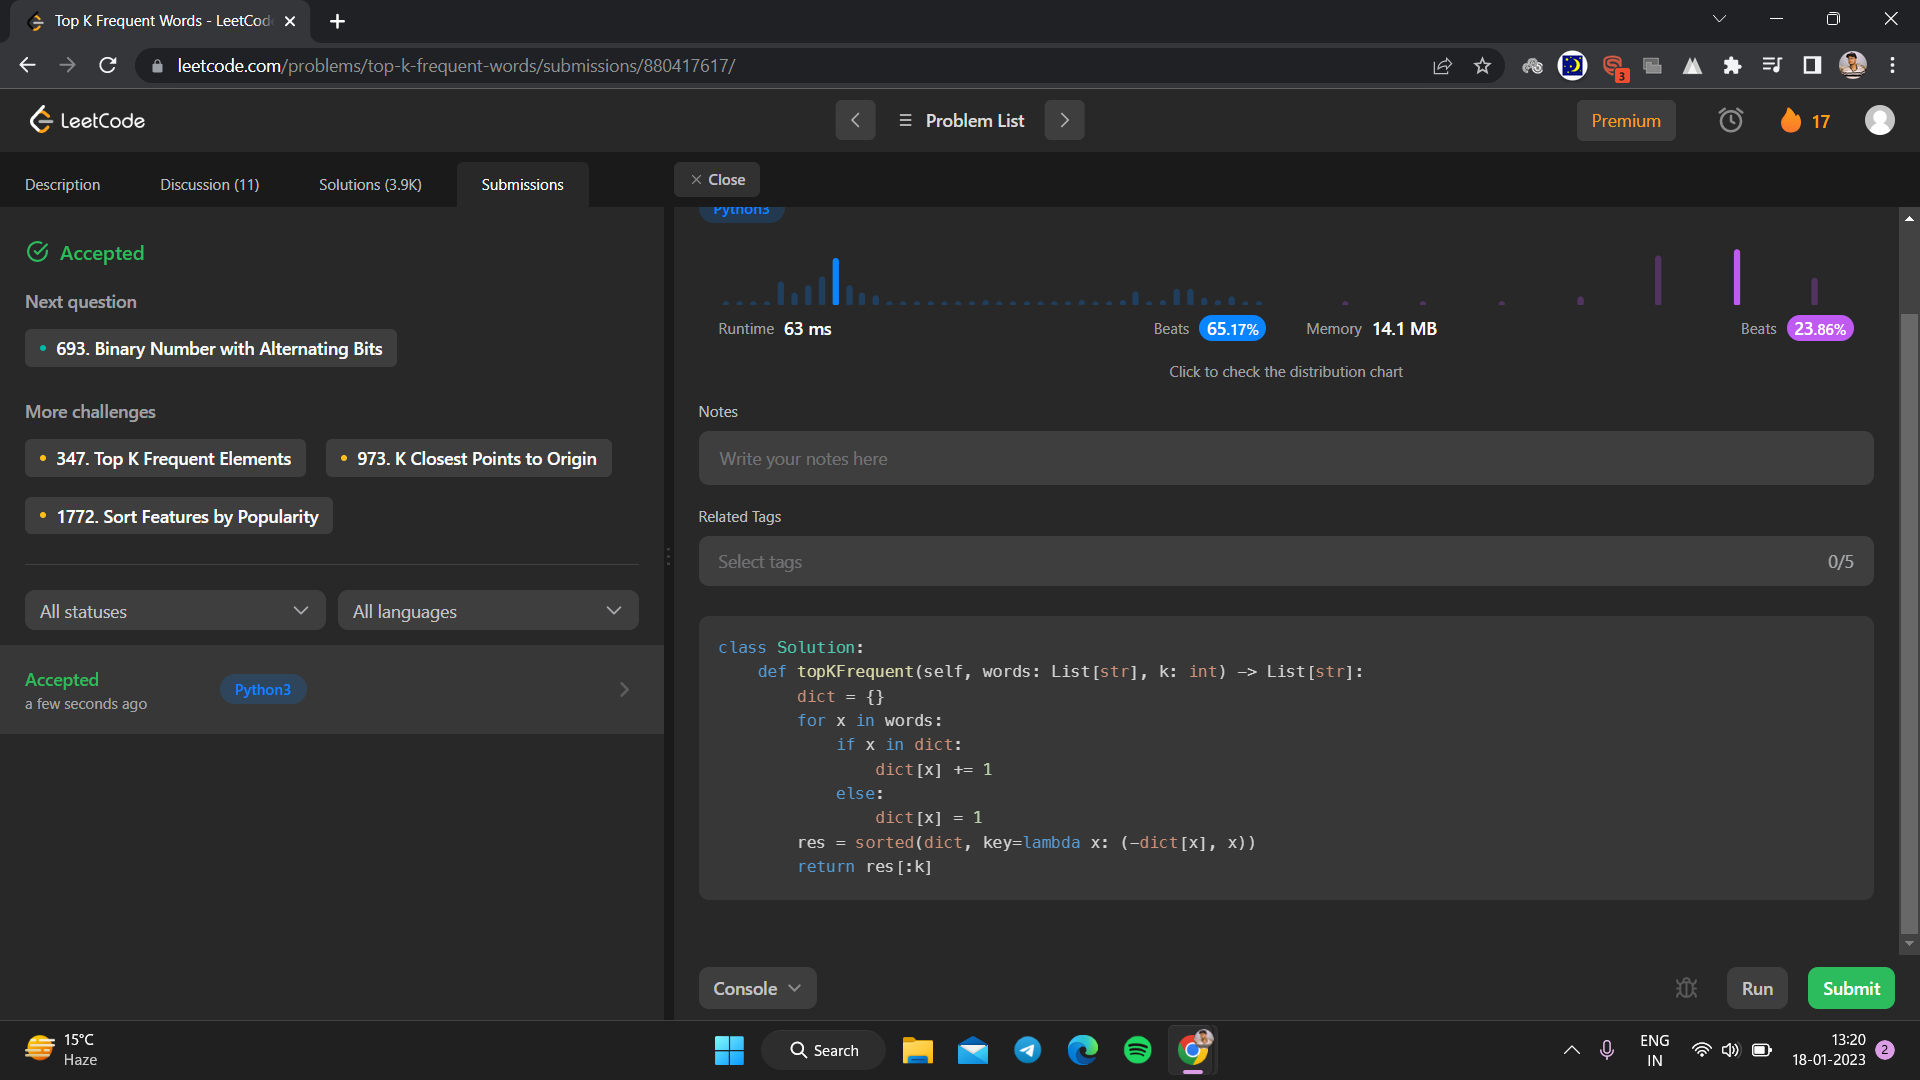 Top K Frequent Words - LeetCode
leetcode.com/problems/top-k-frequent-words/submissions/880417617/
3
LeetCode
Problem List
Premium
17
Description
Discussion (11)
Solutions (3.9K)
Submissions
Close
Accepted
Next question
693. Binary Number with Alternating Bits
More challenges
347. Top K Frequent Elements
973. K Closest Points to Origin
1772. Sort Features by Popularity
All statuses
All languages
Accepted
a few seconds ago
Python3
Python3
Runtime 63 ms
Beats 65.17%
Memory 14.1 MB
Beats 23.86%
Click to check the distribution chart
Notes
Write your notes here
Related Tags
Select tags
0/5
class Solution:
    def topKFrequent(self, words: List[str], k: int) -> List[str]:
        dict = {}
        for x in words:
            if x in dict:
                dict[x] += 1
            else:
                dict[x] = 1
        res = sorted(dict, key=lambda x: (-dict[x], x))
        return res[:k]
Console
Run
Submit
15°C
Haze
Search
ENG
IN
13:20
18-01-2023
2